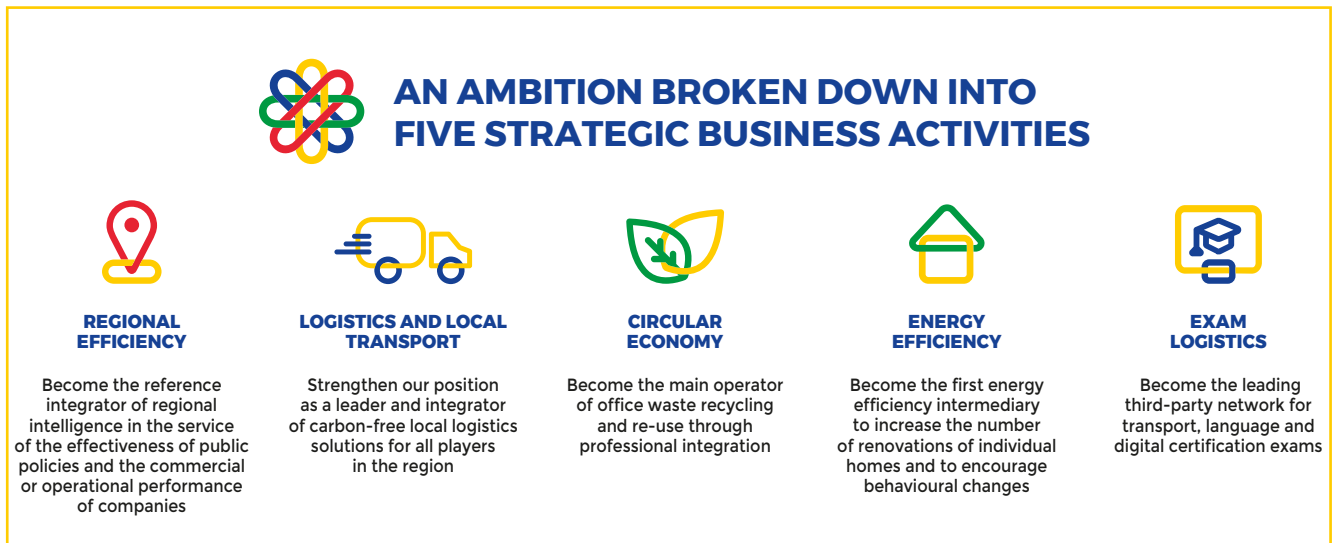 AN AMBITION BROKEN DOWN INTO
FIVE STRATEGIC BUSINESS ACTIVITIES
REGIONAL
EFFICIENCY
Become the reference
integrator of regional
intelligence in the service
of the effectiveness of public
policies and the commercial
or operational performance
of companies
LOGISTICS AND LOCAL
TRANSPORT
Strengthen our position
as a leader and integrator
of carbon-free local logistics
solutions for all players
in the region
CIRCULAR
ECONOMY
Become the main operator
of office waste recycling
and re-use through
professional integration
ENERGY
EFFICIENCY
Become the first energy
efficiency intermediary
to increase the number
of renovations of individual
homes and to encourage
behavioural changes
EXAM
LOGISTICS
Become the leading
third-party network for
transport, language and
digital certification exams